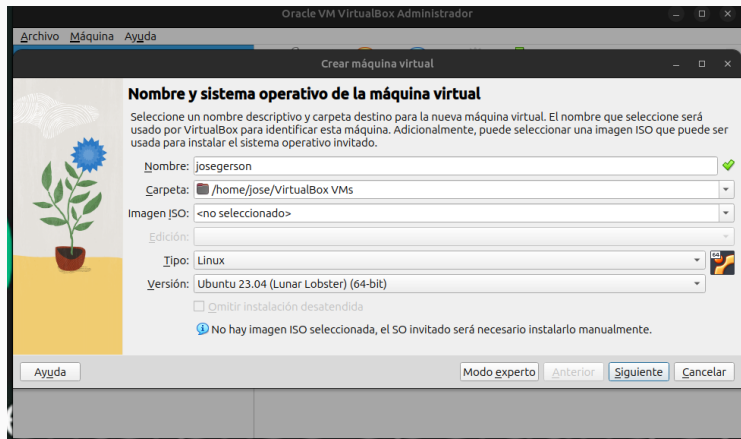 Oracle VM VirtualBox Administrador
Archivo Máquina Ayuda
Crear máquina virtual
Nombre y sistema operativo de la máquina virtual
Seleccione un nombre descriptivo y carpeta destino para la nueva máquina virtual. El nombre que seleccione será
usado por VirtualBox para identificar esta máquina. Adicionalmente, puede seleccionar una imagen ISO que puede ser
usada para instalar el sistema operativo invitado.
Nombre: josegerson
Carpeta: /home/jose/VirtualBox VMs
Imagen ISO: <no seleccionado>
Edición:
Tipo: Linux 64
Versión: Ubuntu 23.04 (Lunar Lobster) (64-bit)
Omitir instalación desatendida
No hay imagen ISO seleccionada, el SO invitado será necesario instalarlo manualmente.
Ayuda Modo experto Anterior Siguiente Cancelar